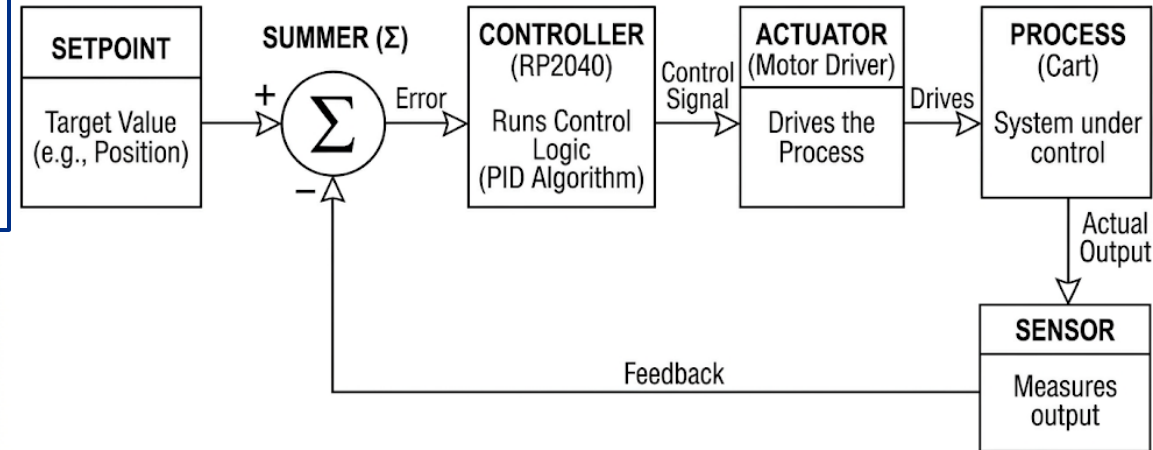 SETPOINT
Target Value
(e.g., Position)
SUMMER (Σ)
+
Σ
−
Error
CONTROLLER
(RP2040)
Runs Control
Logic
(PID Algorithm)
Control
Signal
ACTUATOR
(Motor Driver)
Drives the
Process
Drives
PROCESS
(Cart)
System under
control
Actual
Output
SENSOR
Measures
output
Feedback